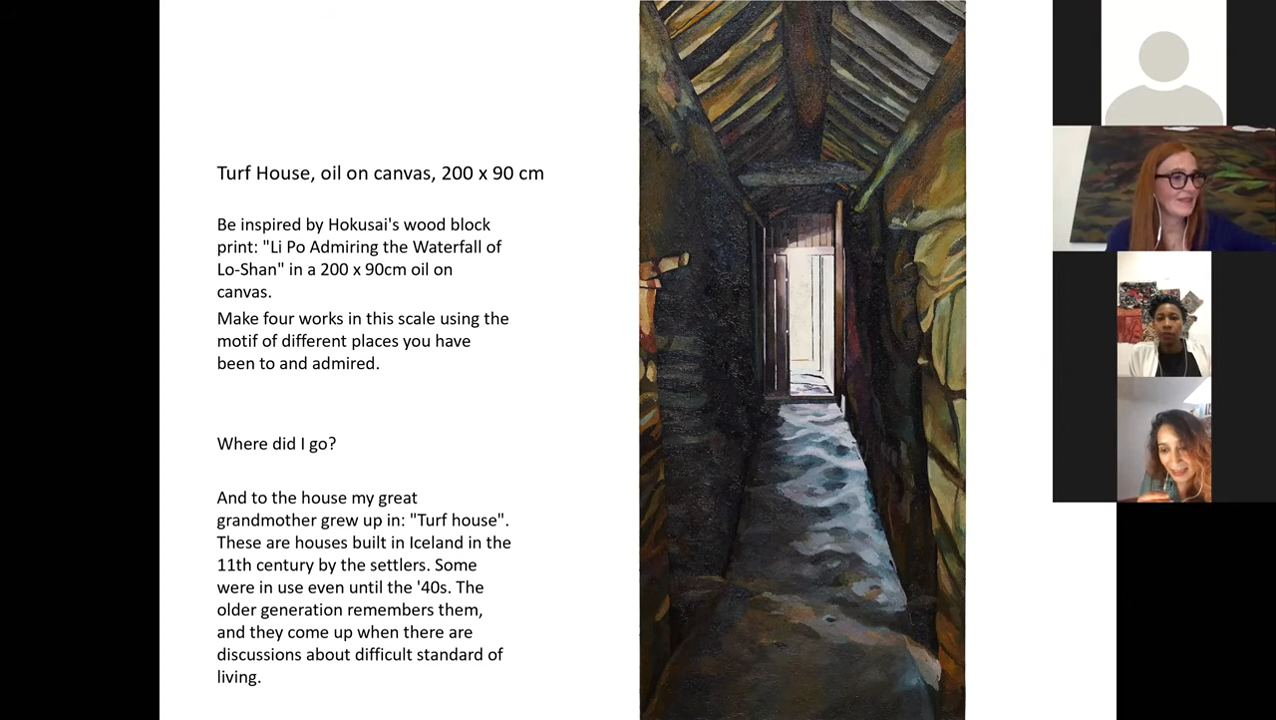 Turf House, oil on canvas, 200 x 90 cm
Be inspired by Hokusai's wood block
print: "Li Po Admiring the Waterfall of
Lo-Shan" in a 200 x 90cm oil on
canvas.
Make four works in this scale using the
motif of different places you have
been to and admired.
Where did I go?
And to the house my great
grandmother grew up in: "Turf house".
These are houses built in Iceland in the
11th century by the settlers. Some
were in use even until the '40s. The
older generation remembers them,
and they come up when there are
discussions about difficult standard of
living.